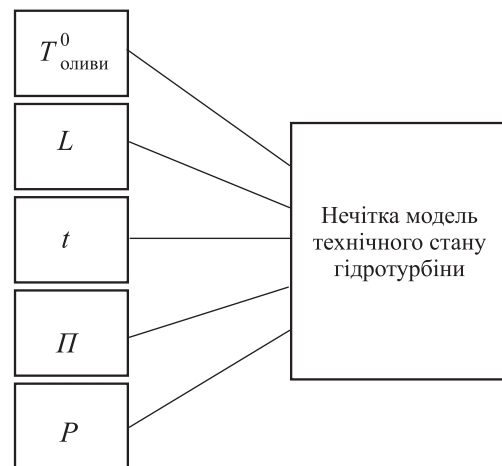 T⁰оливи
L
t
П
P
Нечітка модель
технічного стану
гідротурбіни